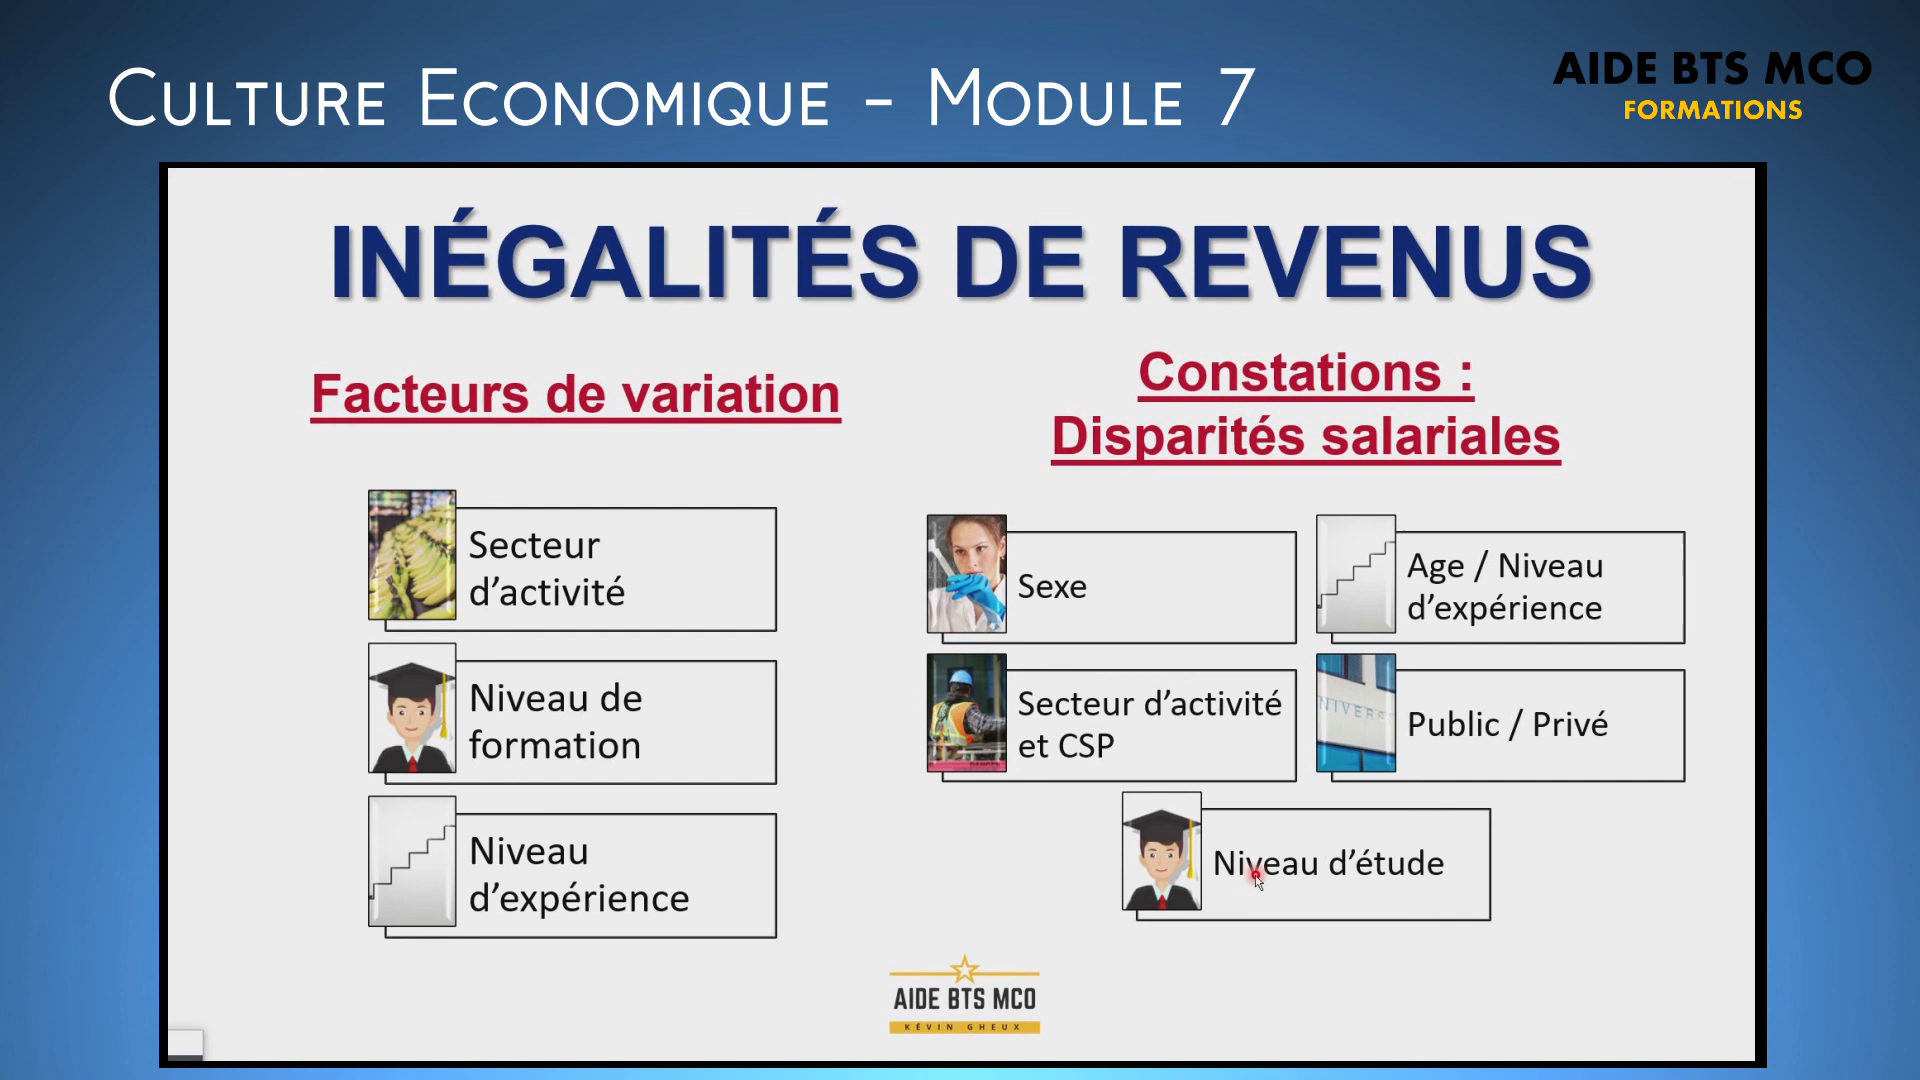 CULTURE ECONOMIQUE - MODULE 7
AIDE BTS MCO
FORMATIONS
INÉGALITÉS DE REVENUS
Facteurs de variation
Secteur
d’activité
Niveau de
formation
Niveau
d’expérience
Constations :
Disparités salariales
Sexe
Age / Niveau
d’expérience
Secteur d’activité
et CSP
NIVERS
Public / Privé
Niveau d’étude
AIDE BTS MCO
KÉVIN GHEUX